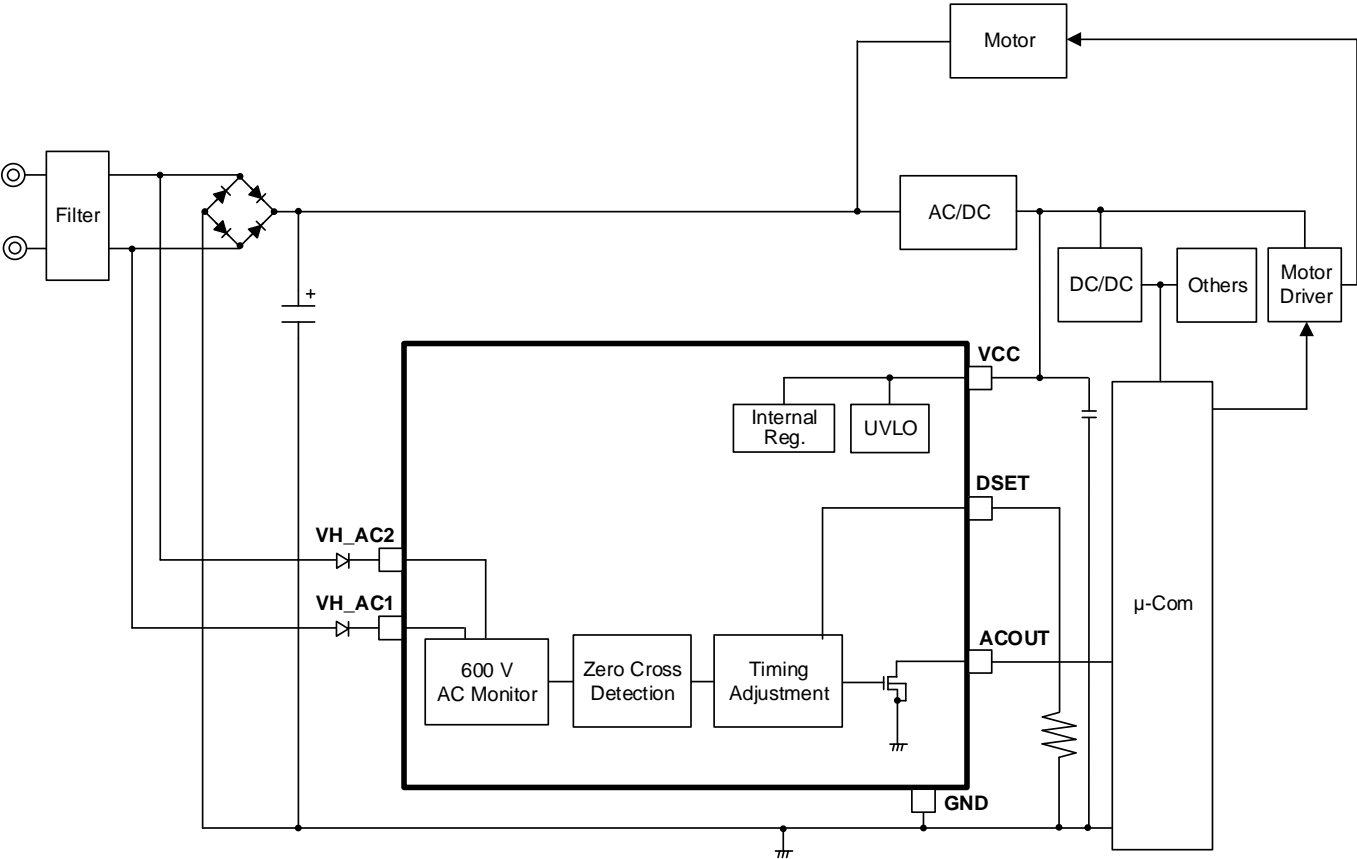 Motor
Filter
AC/DC
DC/DC
Others
Motor
Driver
+
VCC
Internal
Reg.
UVLO
DSET
VH_AC2
VH_AC1
600 V
AC Monitor
Zero Cross
Detection
Timing
Adjustment
ACOUT
µ-Com
GND